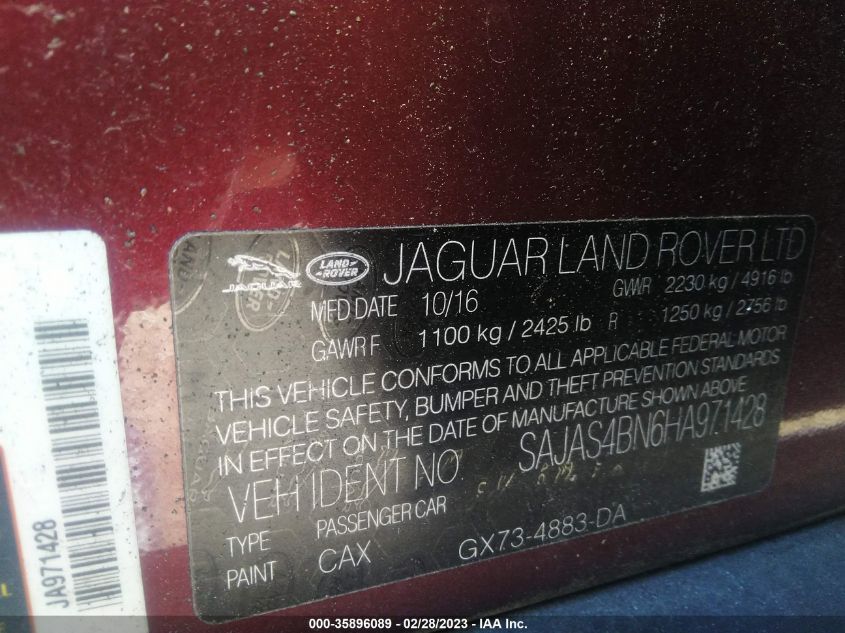 JAGUAR
LAND
ROVER
JAGUAR LAND ROVER LTD
MFD DATE 10/16 GVWR 2230 kg / 4916 lb
GAWR F 1100 kg / 2425 lb R 1250 kg / 2756 lb
THIS VEHICLE CONFORMS TO ALL APPLICABLE FEDERAL MOTOR
VEHICLE SAFETY, BUMPER AND THEFT PREVENTION STANDARDS
IN EFFECT ON THE DATE OF MANUFACTURE SHOWN ABOVE
VEH IDENT NO SAJAS4BN6HA971428
TYPE PASSENGER CAR
PAINT CAX GX73-4883-DA
JA971428
000-35896089 - 02/28/2023 - IAA Inc.